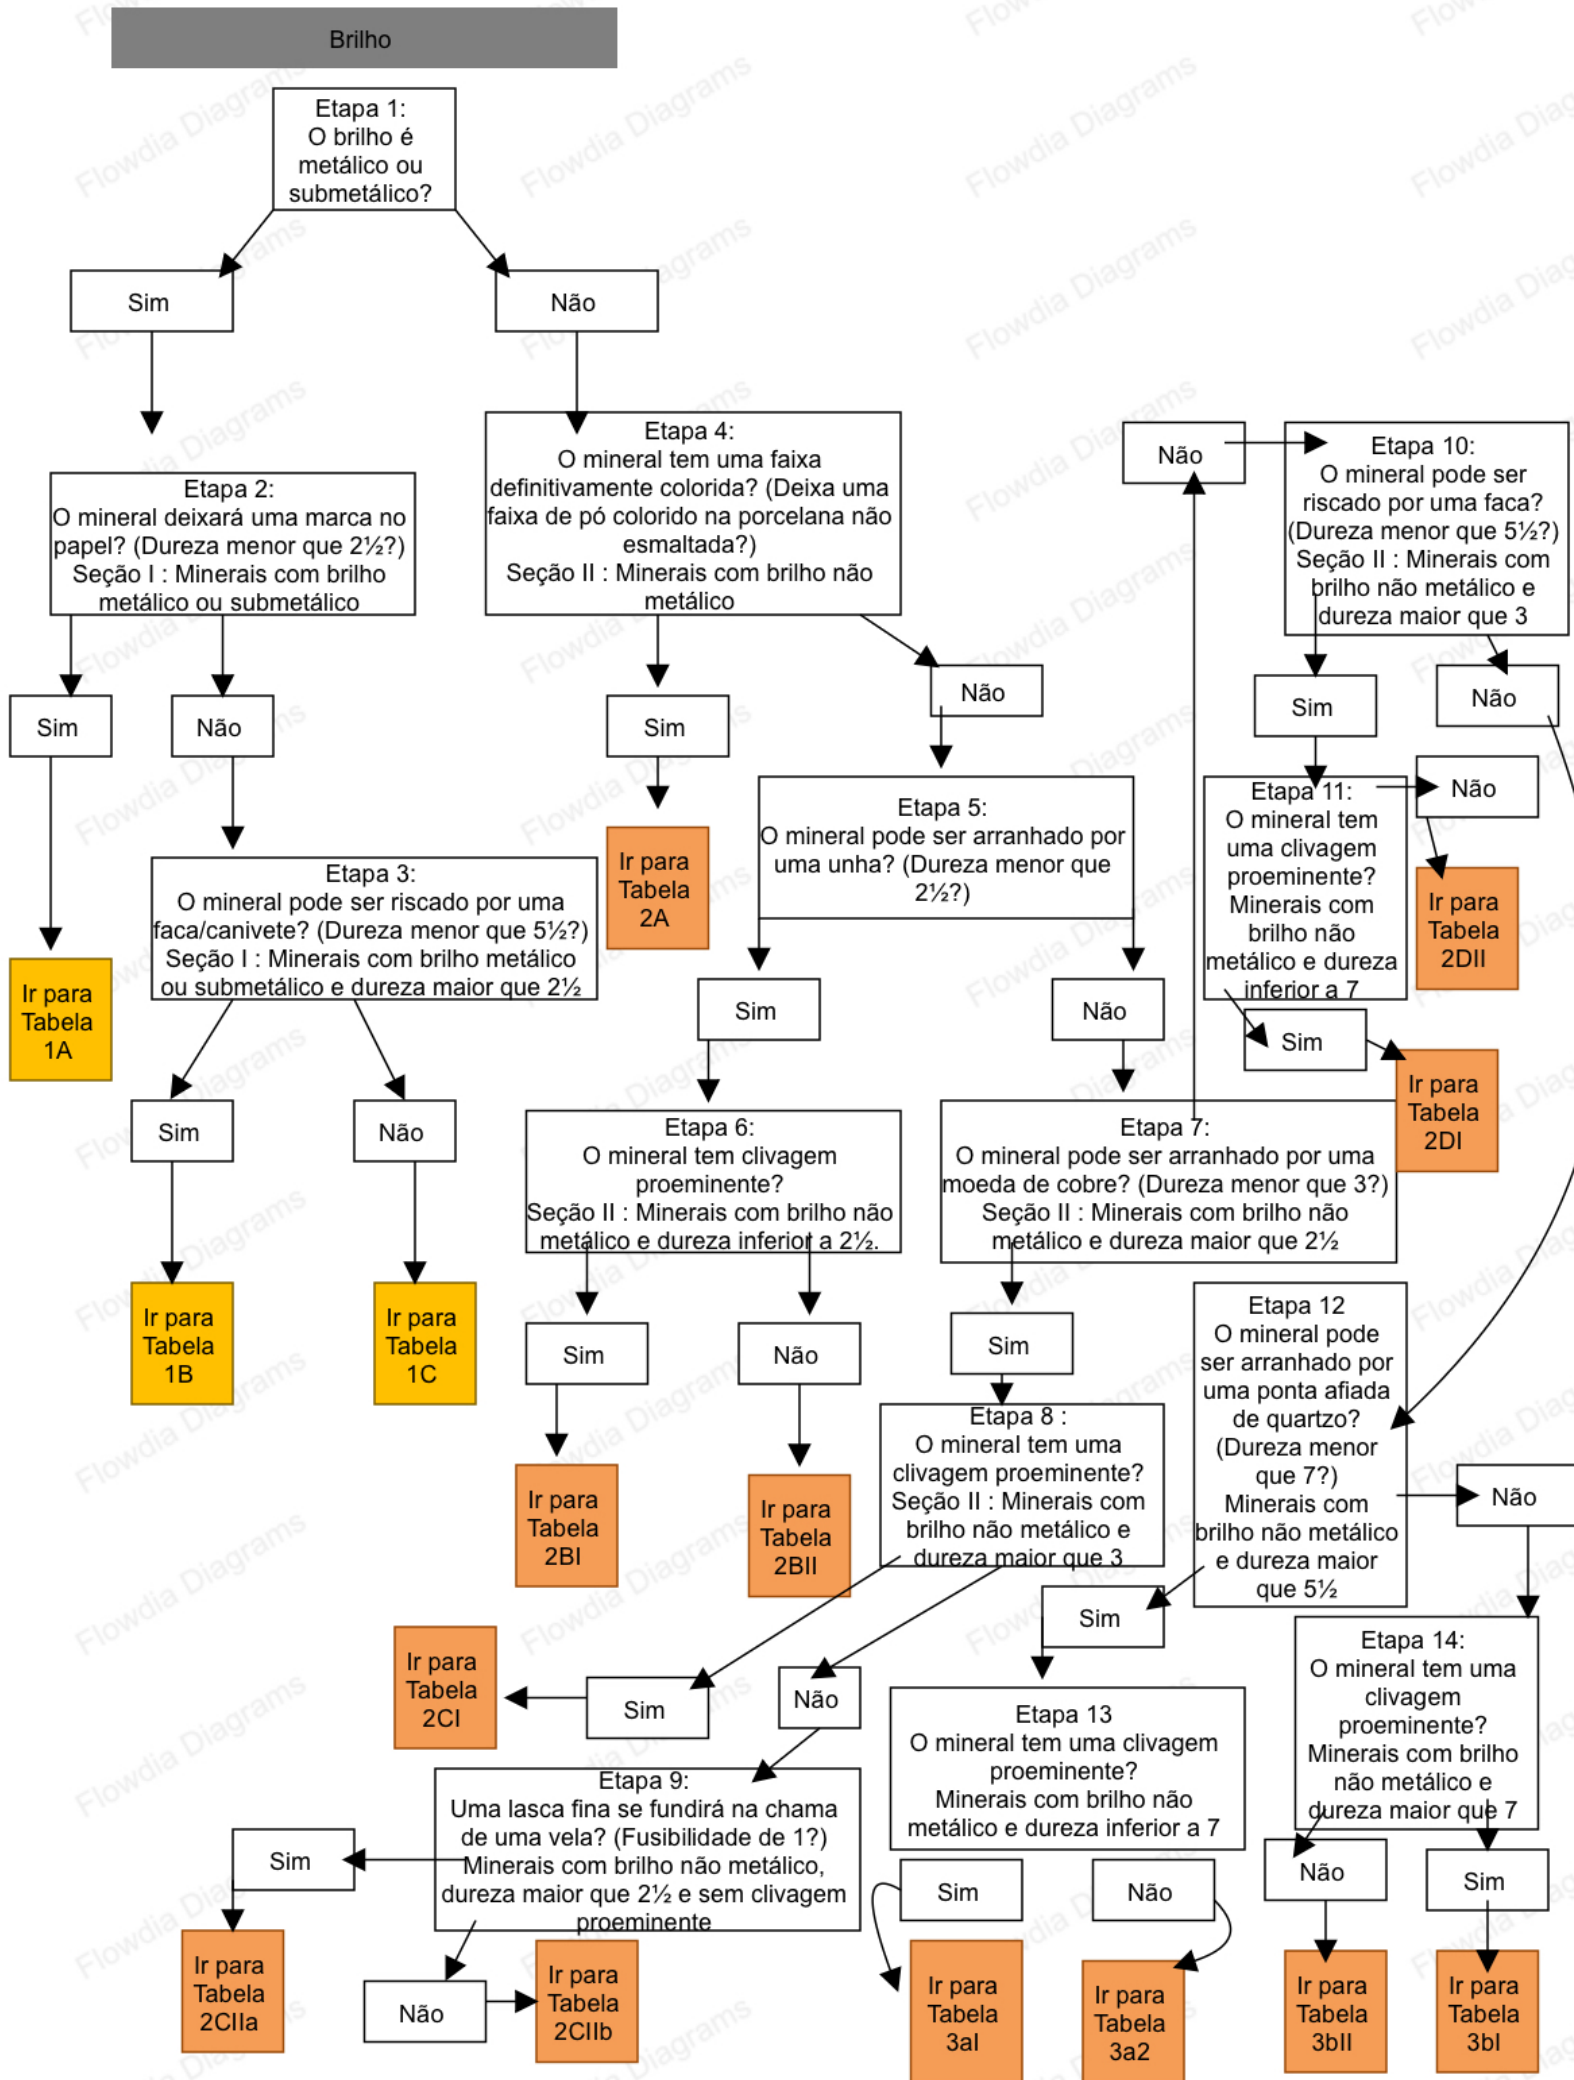 Brilho
Etapa 1:
O brilho é
metálico ou
submetálico?
Sim
Não
Etapa 2:
O mineral deixará uma marca no
papel? (Dureza menor que 2½?)
Seção I : Minerais com brilho
metálico ou submetálico
Sim
Não
Ir para
Tabela
1A
Etapa 3:
O mineral pode ser riscado por uma
faca/canivete? (Dureza menor que 5½?)
Seção I : Minerais com brilho metálico
ou submetálico e dureza maior que 2½
Sim
Não
Ir para
Tabela
1B
Ir para
Tabela
1C
Etapa 4:
O mineral tem uma faixa
definitivamente colorida? (Deixa uma
faixa de pó colorido na porcelana não
esmaltada?)
Seção II : Minerais com brilho não
metálico
Sim
Não
Ir para
Tabela
2A
Etapa 5:
O mineral pode ser arranhado por
uma unha? (Dureza menor que
2½?)
Sim
Não
Etapa 6:
O mineral tem clivagem
proeminente?
Seção II : Minerais com brilho não
metálico e dureza inferior a 2½.
Sim
Não
Ir para
Tabela
2BI
Ir para
Tabela
2BII
Etapa 7:
O mineral pode ser arranhado por uma
moeda de cobre? (Dureza menor que 3?)
Seção II : Minerais com brilho não
metálico e dureza maior que 2½
Sim
Não
Etapa 8 :
O mineral tem uma
clivagem proeminente?
Seção II : Minerais com
brilho não metálico e
dureza maior que 3
Sim
Não
Ir para
Tabela
2CI
Etapa 9:
Uma lasca fina se fundirá na chama
de uma vela? (Fusibilidade de 1?)
Minerais com brilho não metálico,
dureza maior que 2½ e sem clivagem
proeminente
Sim
Não
Ir para
Tabela
2CIIa
Ir para
Tabela
2CIIb
Etapa 10:
O mineral pode ser
riscado por uma faca?
(Dureza menor que 5½?)
Seção II : Minerais com
brilho não metálico e
dureza maior que 3
Sim
Não
Etapa 11:
O mineral tem
uma clivagem
proeminente?
Minerais com
brilho não
metálico e dureza
inferior a 7
Não
Ir para
Tabela
2DII
Sim
Ir para
Tabela
2DI
Etapa 12
O mineral pode
ser arranhado por
uma ponta afiada
de quartzo?
(Dureza menor
que 7?)
Minerais com
brilho não metálico
e dureza maior
que 5½
Sim
Não
Etapa 13
O mineral tem uma clivagem
proeminente?
Minerais com brilho não
metálico e dureza inferior a 7
Sim
Não
Ir para
Tabela
3aI
Ir para
Tabela
3a2
Etapa 14:
O mineral tem uma
clivagem
proeminente?
Minerais com brilho
não metálico e
dureza maior que 7
Não
Sim
Ir para
Tabela
3bII
Ir para
Tabela
3bI
Flowdia Diagrams